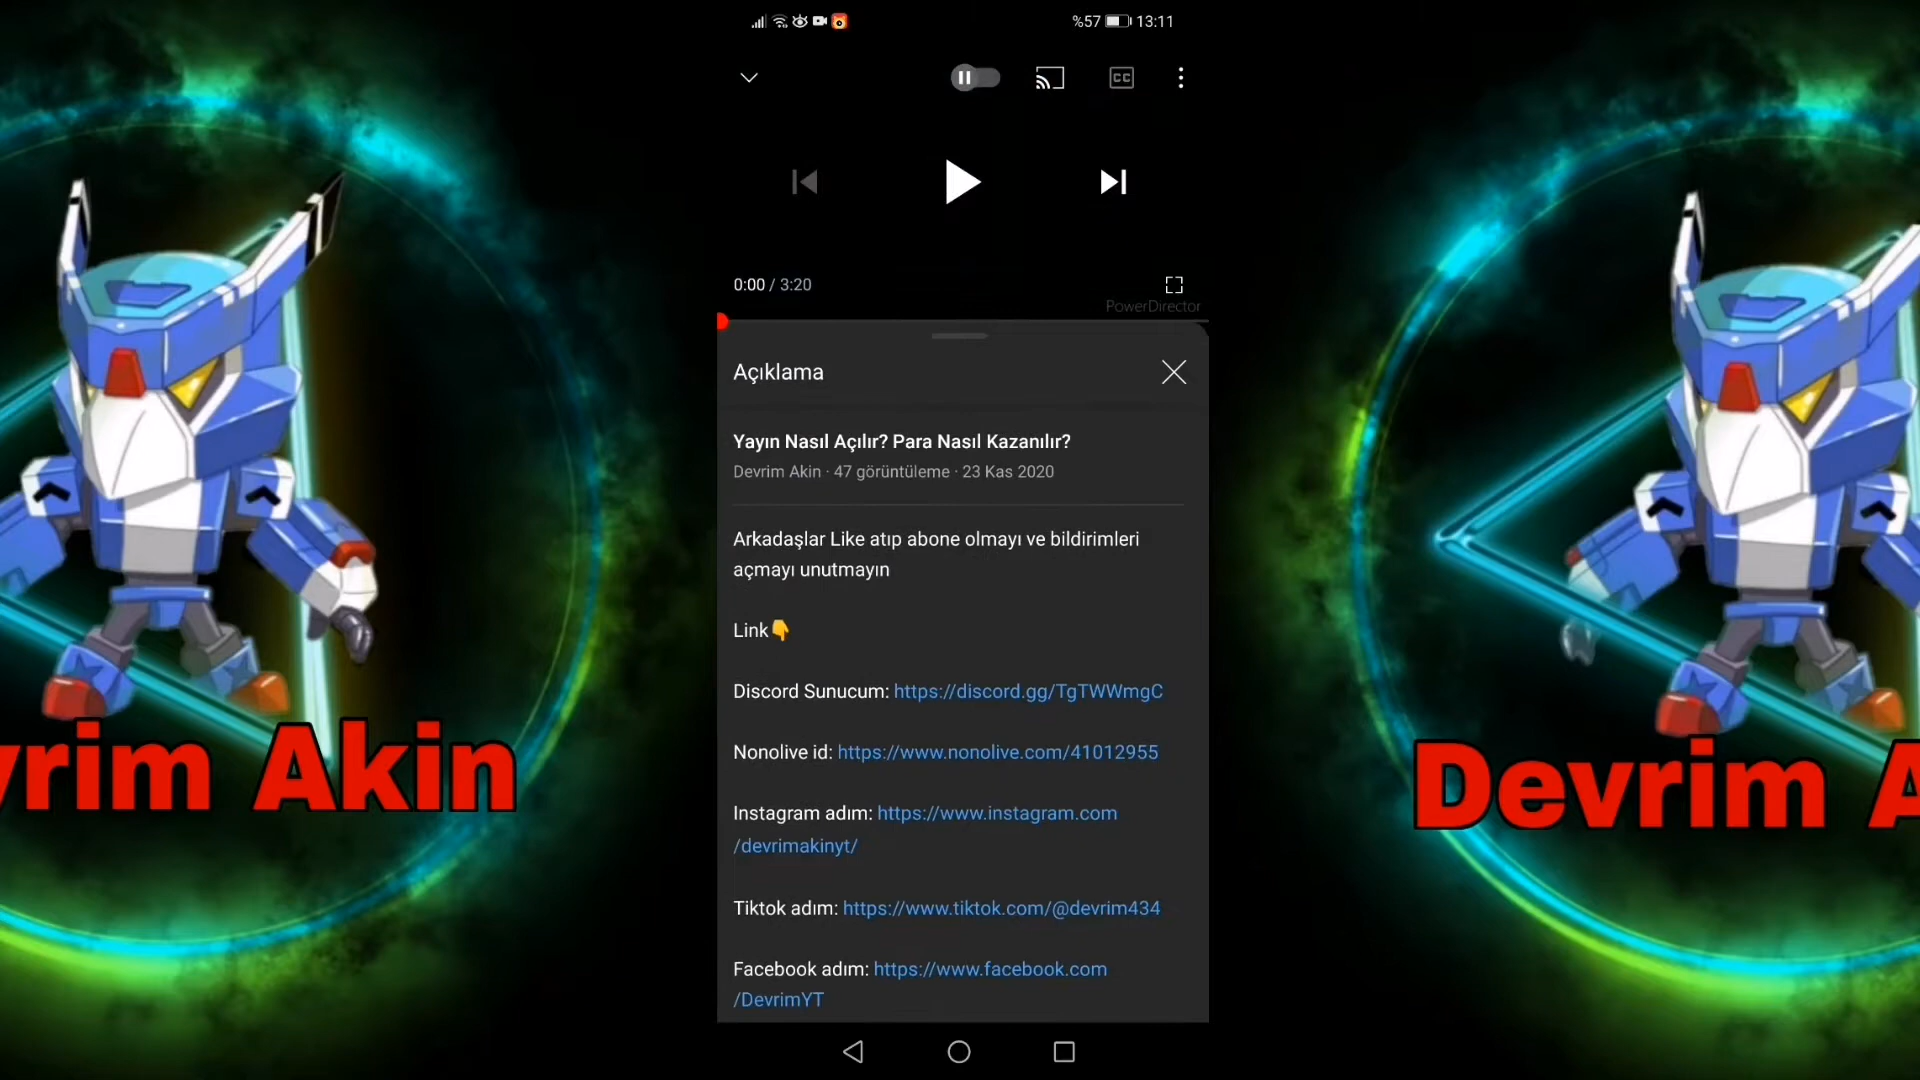 %57 13:11
CC
0:00 / 3:20
PowerDirector
Açıklama
Yayın Nasıl Açılır? Para Nasıl Kazanılır?
Devrim Akin · 47 görüntüleme · 23 Kas 2020
Arkadaşlar Like atıp abone olmayı ve bildirimleri
açmayı unutmayın
Link👇
Discord Sunucum: https://discord.gg/TgTWWmgC
Nonolive id: https://www.nonolive.com/41012955
Instagram adım: https://www.instagram.com
/devrimakinyt/
Tiktok adım: https://www.tiktok.com/@devrim434
Facebook adım: https://www.facebook.com
/DevrimYT
vrim Akin
Devrim A